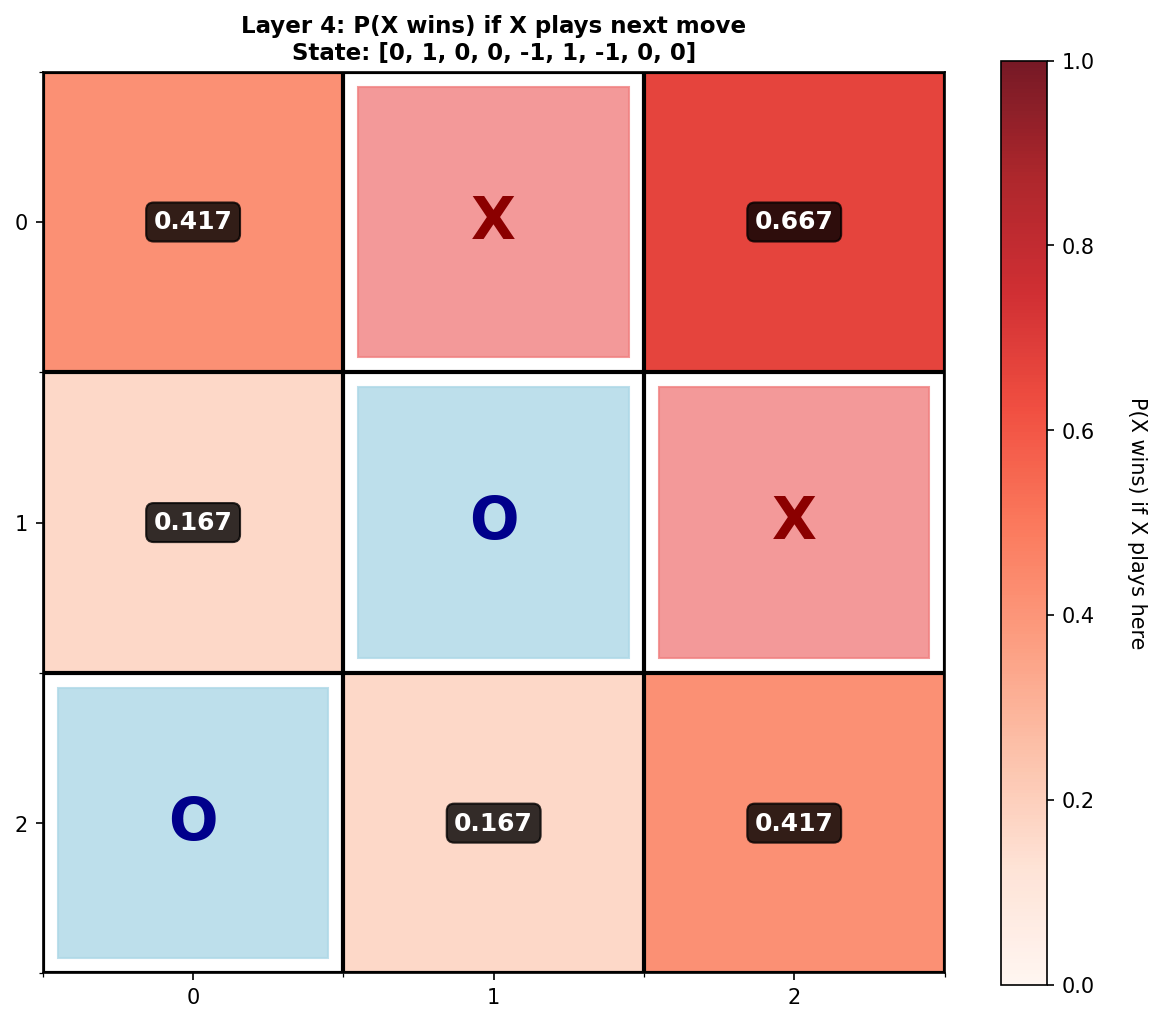 Layer 4: P(X wins) if X plays next move
State: [0, 1, 0, 0, -1, 1, -1, 0, 0]
0.417
X
0.667
0
0.167
O
X
1
O
0.167
0.417
2
0
1
2
1.0
0.8
0.6
0.4
0.2
0.0
P(X wins) if X plays here